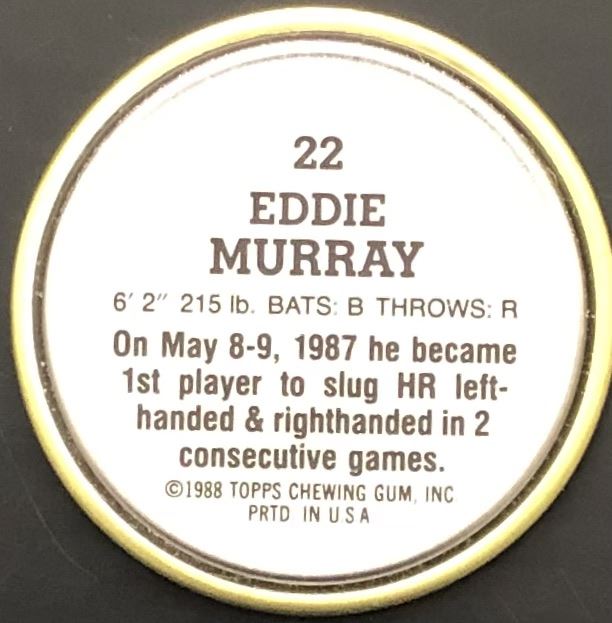 22
EDDIE
MURRAY
6' 2" 215 lb. BATS: B THROWS: R
On May 8-9, 1987 he became
1st player to slug HR left-
handed & righthanded in 2
consecutive games.
©1988 TOPPS CHEWING GUM, INC
PRTD IN U S A